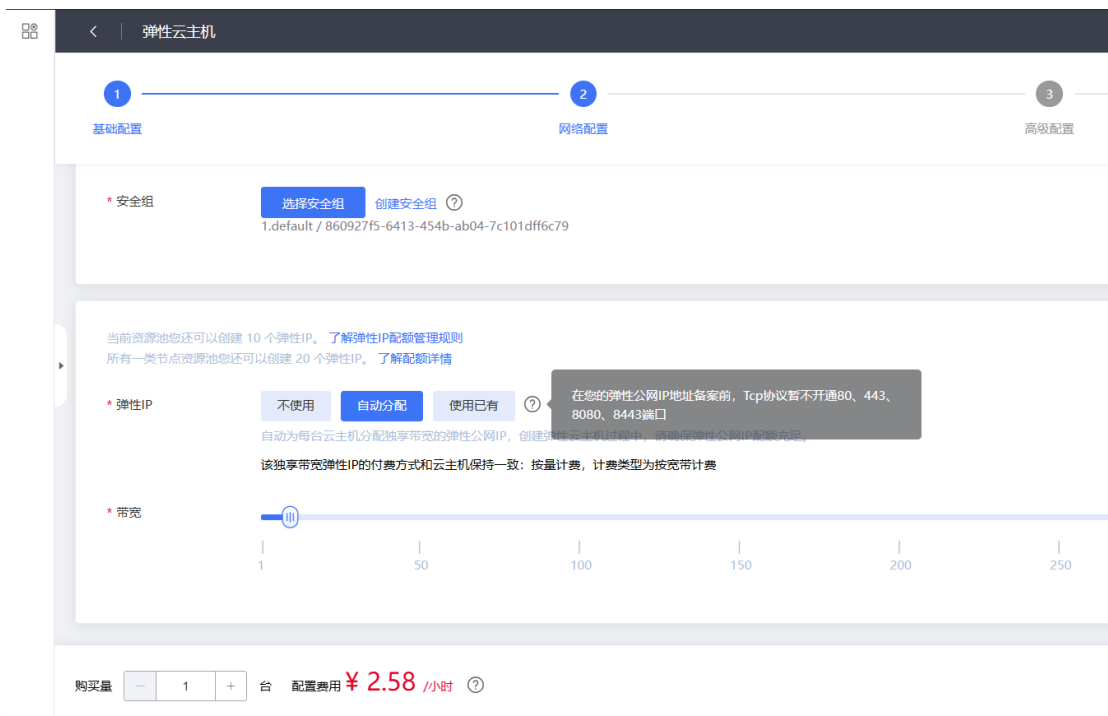 弹性云主机
1 2 3
基础配置 网络配置 高级配置
* 安全组 选择安全组 创建安全组 ?
1.default / 860927f5-6413-454b-ab04-7c101dff6c79
当前资源池您还可以创建 10 个弹性IP。 了解弹性IP配额管理规则
所有一类节点资源池您还可以创建 20 个弹性IP。 了解配额详情
* 弹性IP 不使用 自动分配 使用已有 ?
在您的弹性公网IP地址备案前，Tcp协议暂不开通80、443、
8080、8443端口
自动为每台云主机分配独享带宽的弹性公网IP，创建弹性云主机过程中，请确保弹性公网IP配额充足。
该独享带宽弹性IP的付费方式和云主机保持一致：按量计费，计费类型为按宽带计费
* 带宽
1 50 100 150 200 250
购买量 − 1 + 台 配置费用 ¥ 2.58 /小时 ?